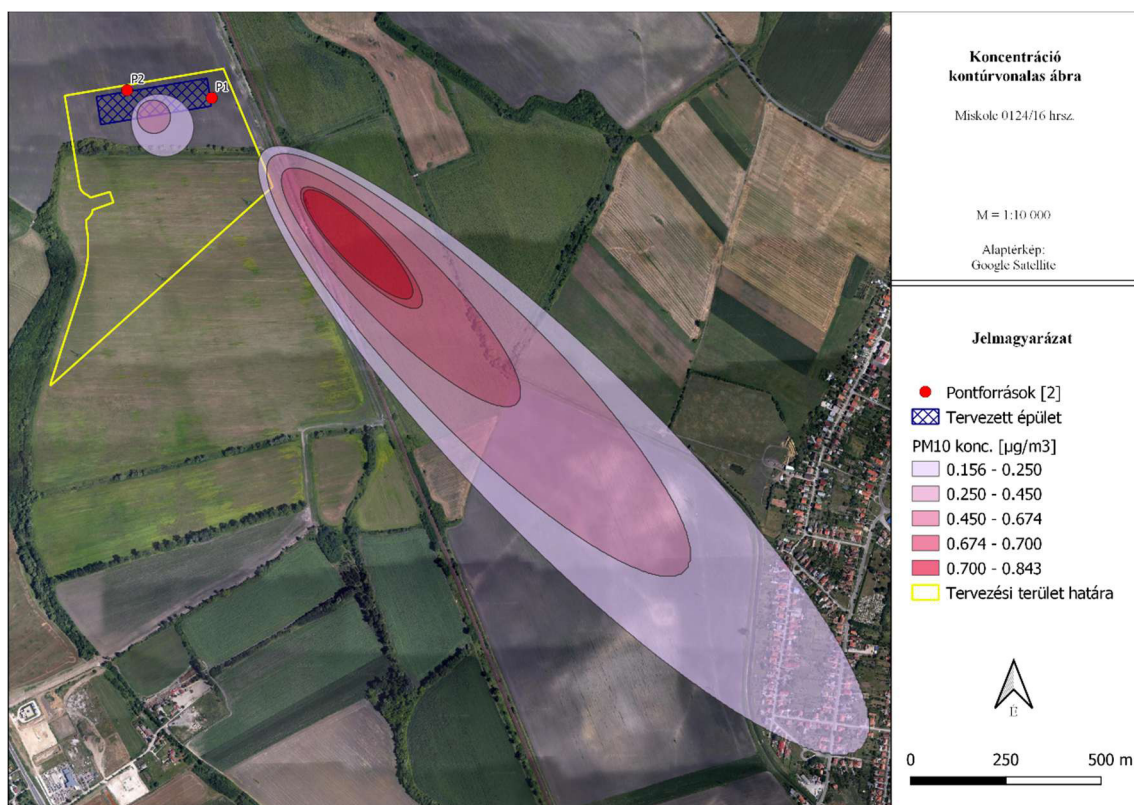 P2
P1
Koncentráció
kontúrvonalas ábra
Miskolc 0124/16 hrsz.
M = 1:10 000
Alaptérkép:
Google Satellite
Jelmagyarázat
Pontforrások [2]
Tervezett épület
PM10 konc. [µg/m3]
0.156 - 0.250
0.250 - 0.450
0.450 - 0.674
0.674 - 0.700
0.700 - 0.843
Tervezési terület határa
É
0 250 500 m